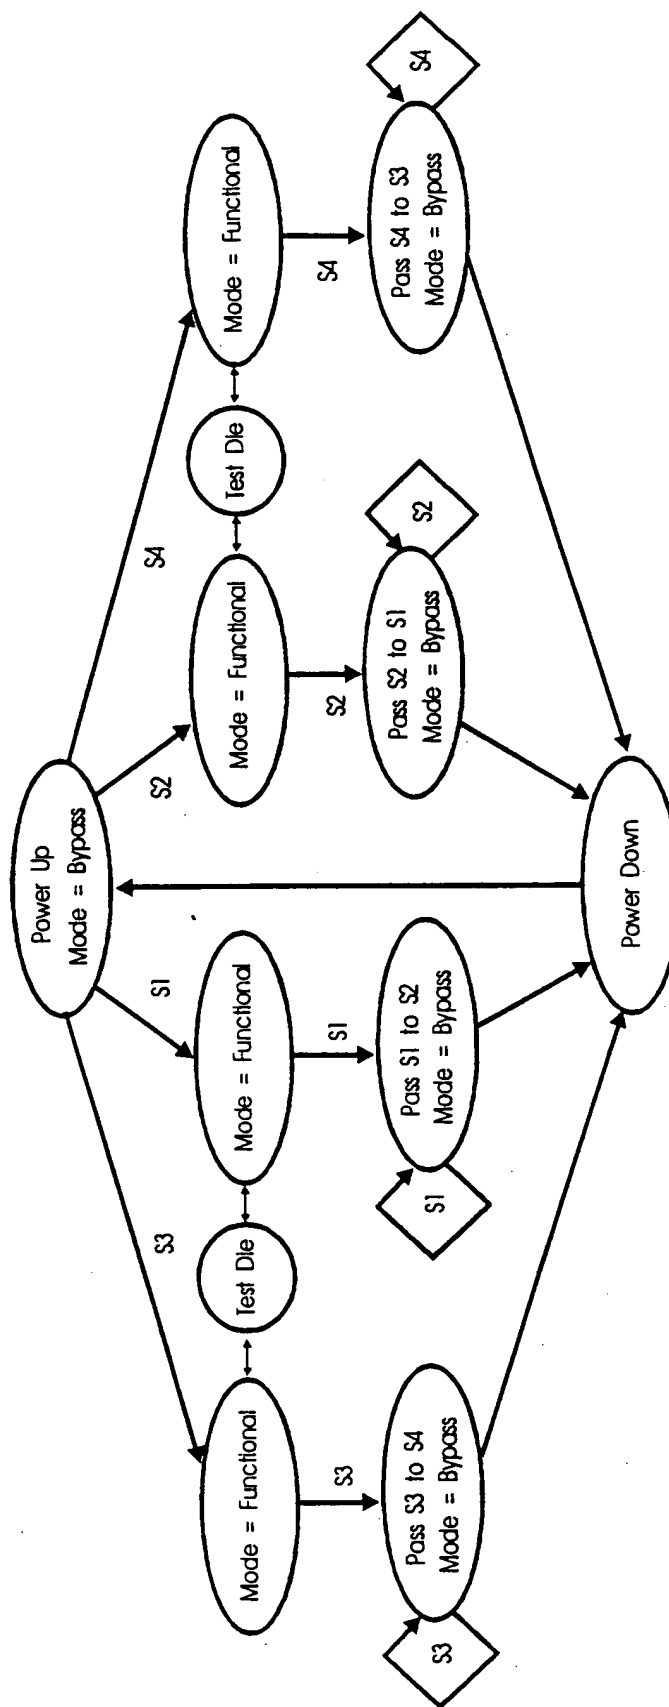 Power Up
Mode = Bypass
S3
S1
S2
S4
Mode = Functional
Test Die
Mode = Functional
Mode = Functional
Test Die
Mode = Functional
S3
S1
S2
S4
S3
Pass S3 to S4
Mode = Bypass
S1
Pass S1 to S2
Mode = Bypass
Pass S2 to S1
Mode = Bypass
S2
Pass S4 to S3
Mode = Bypass
S4
Power Down